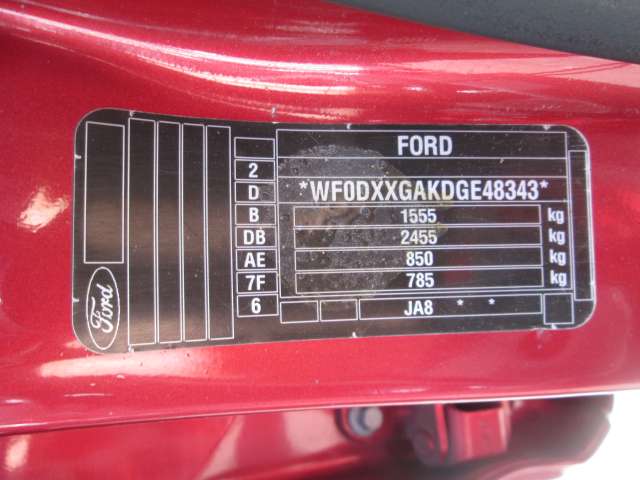 FORD
2
D *WF0DXXGAKDGE48343*
B 1555 kg
DB 2455 kg
AE 850 kg
7F 785 kg
6 JA8 * *
Ford